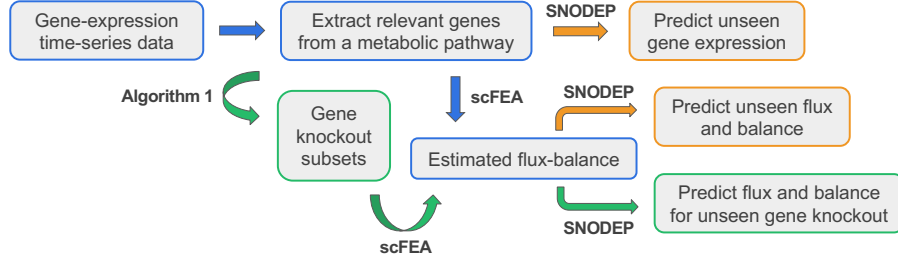 Gene-expression
time-series data
Extract relevant genes
from a metabolic pathway
SNODEP
Predict unseen
gene expression
Algorithm 1
Gene
knockout
subsets
scFEA
SNODEP
Predict unseen flux
and balance
Estimated flux-balance
scFEA
SNODEP
Predict flux and balance
for unseen gene knockout